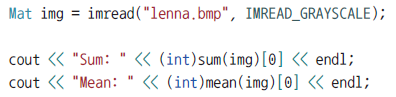 Mat img = imread("lenna.bmp", IMREAD_GRAYSCALE);
cout << "Sum: " << (int)sum(img)[0] << endl;
cout << "Mean: " << (int)mean(img)[0] << endl;